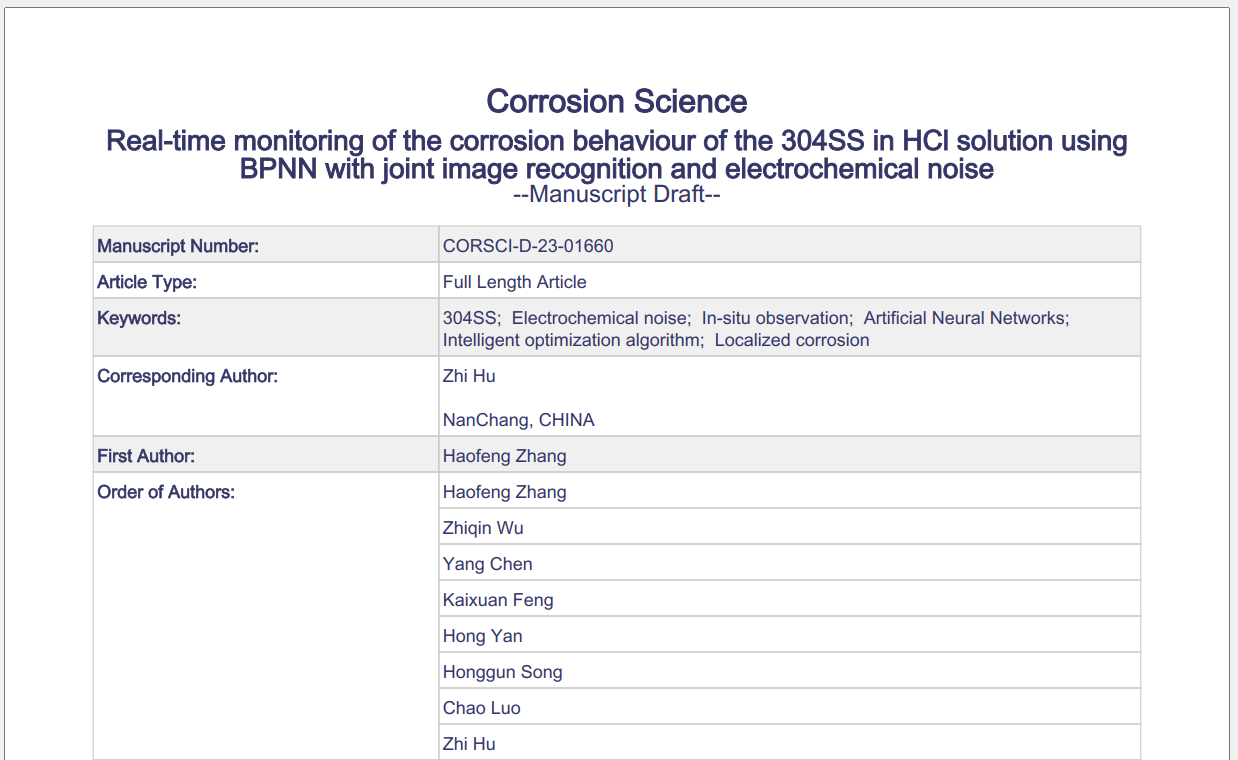 Corrosion Science
Real-time monitoring of the corrosion behaviour of the 304SS in HCl solution using
BPNN with joint image recognition and electrochemical noise
--Manuscript Draft--
Manuscript Number: CORSCI-D-23-01660
Article Type: Full Length Article
Keywords: 304SS; Electrochemical noise; In-situ observation; Artificial Neural Networks;
Intelligent optimization algorithm; Localized corrosion
Corresponding Author: Zhi Hu
NanChang, CHINA
First Author: Haofeng Zhang
Order of Authors: Haofeng Zhang
Zhiqin Wu
Yang Chen
Kaixuan Feng
Hong Yan
Honggun Song
Chao Luo
Zhi Hu